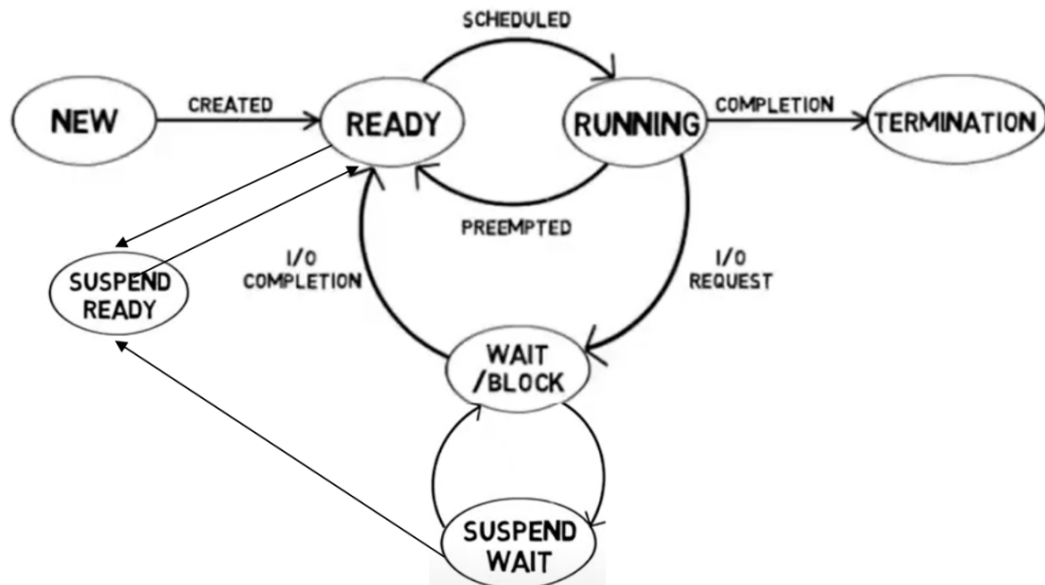 SCHEDULED
NEW
CREATED
READY
RUNNING
COMPLETION
TERMINATION
PREEMPTED
SUSPEND
READY
I/O
COMPLETION
I/O
REQUEST
WAIT
/BLOCK
SUSPEND
WAIT